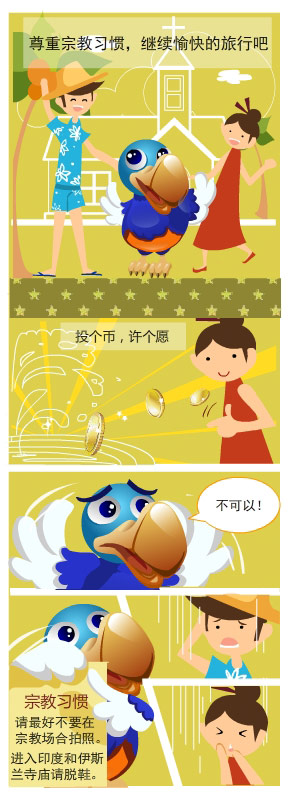 尊重宗教习惯，继续愉快的旅行吧
投个币，许个愿
不可以！
宗教习惯
请最好不要在
宗教场合拍照。
进入印度和伊斯
兰寺庙请脱鞋。